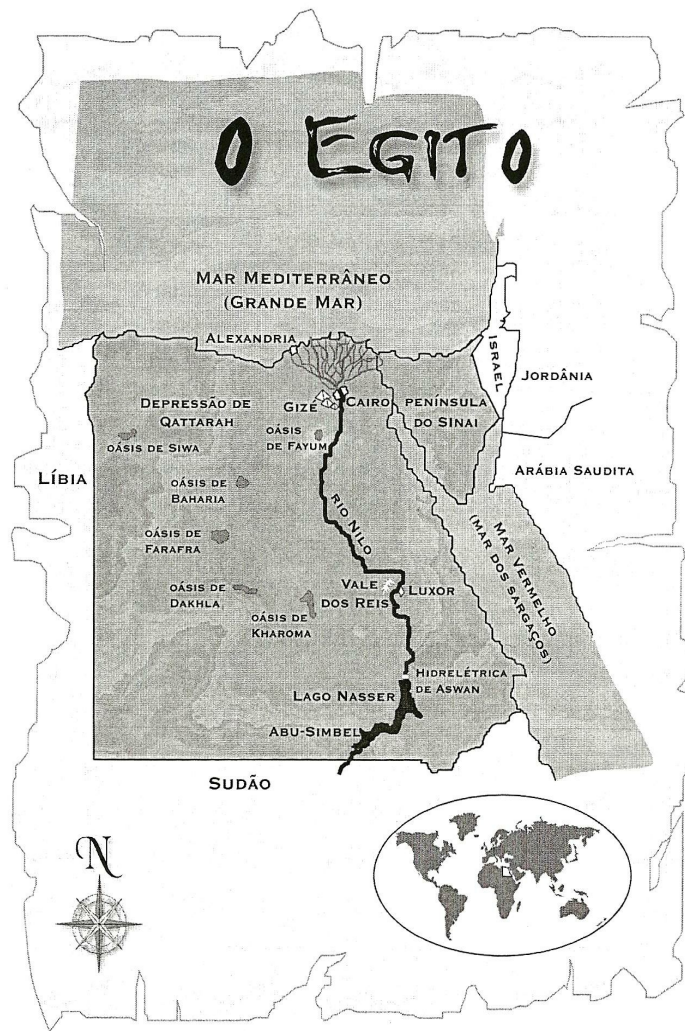 O EGITO
MAR MEDITERRÂNEO
(GRANDE MAR)
ALEXANDRIA
ISRAEL
JORDÂNIA
DEPRESSÃO DE
QATTARAH
GIZÉ
CAIRO
PENÍNSULA
DO SINAI
OÁSIS DE SIWA
OÁSIS
DE FAYUM
LÍBIA
ARÁBIA SAUDITA
OÁSIS DE
BAHARIA
RIO NILO
OÁSIS DE
FARAFRA
MAR VERMELHO
(MAR DOS SARGAÇOS)
OÁSIS DE
DAKHLA
VALE
DOS REIS
LUXOR
OÁSIS DE
KHAROMA
HIDRELÉTRICA
DE ASWAN
LAGO NASSER
ABU-SIMBEL
SUDÃO
N